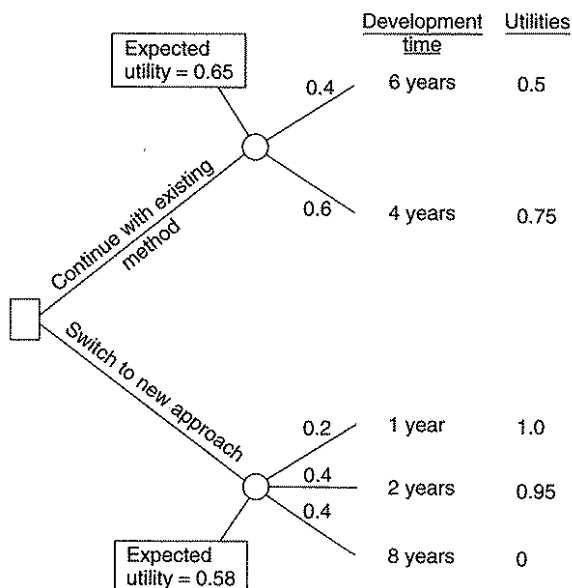 Development Utilities
time
Expected
utility = 0.65
0.4 6 years 0.5
Continue with existing
method
0.6 4 years 0.75
Switch to new approach
0.2 1 year 1.0
0.4 2 years 0.95
0.4 8 years 0
Expected
utility = 0.58